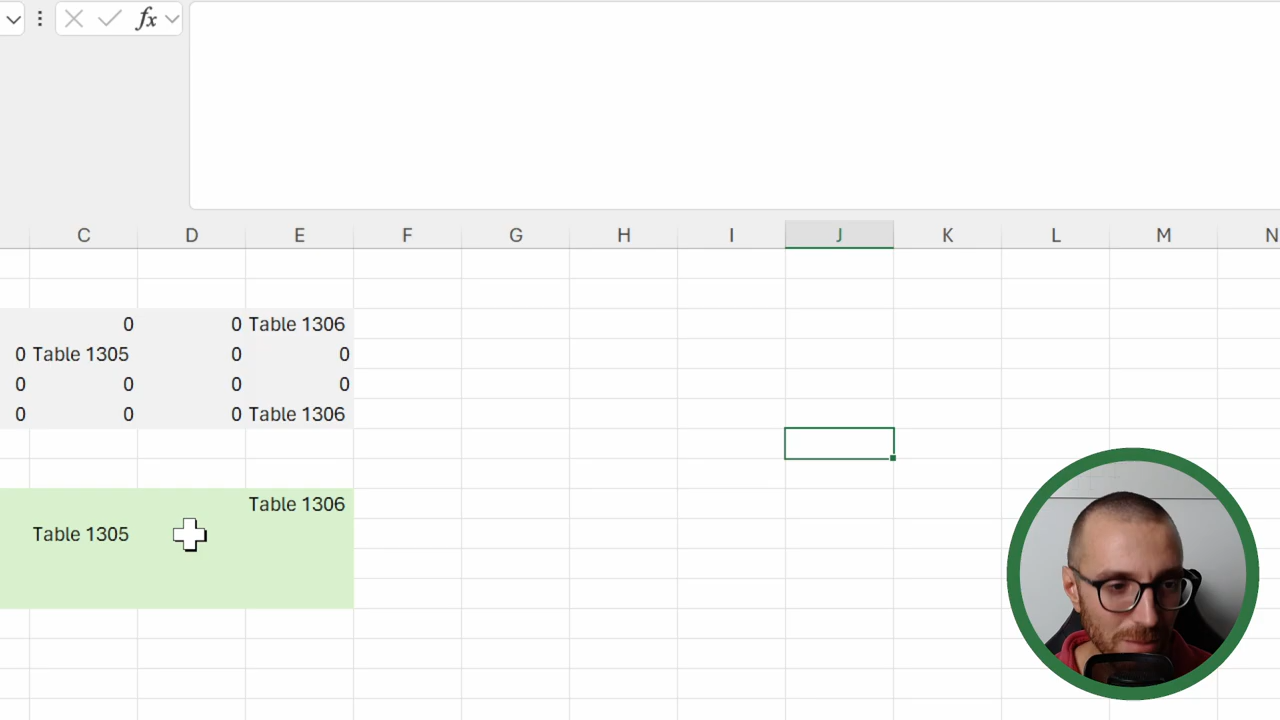 fx
C D E F G H I J K L M N
0 0 Table 1306
0 Table 1305 0 0
0 0 0 0
0 0 0 Table 1306
Table 1306
Table 1305